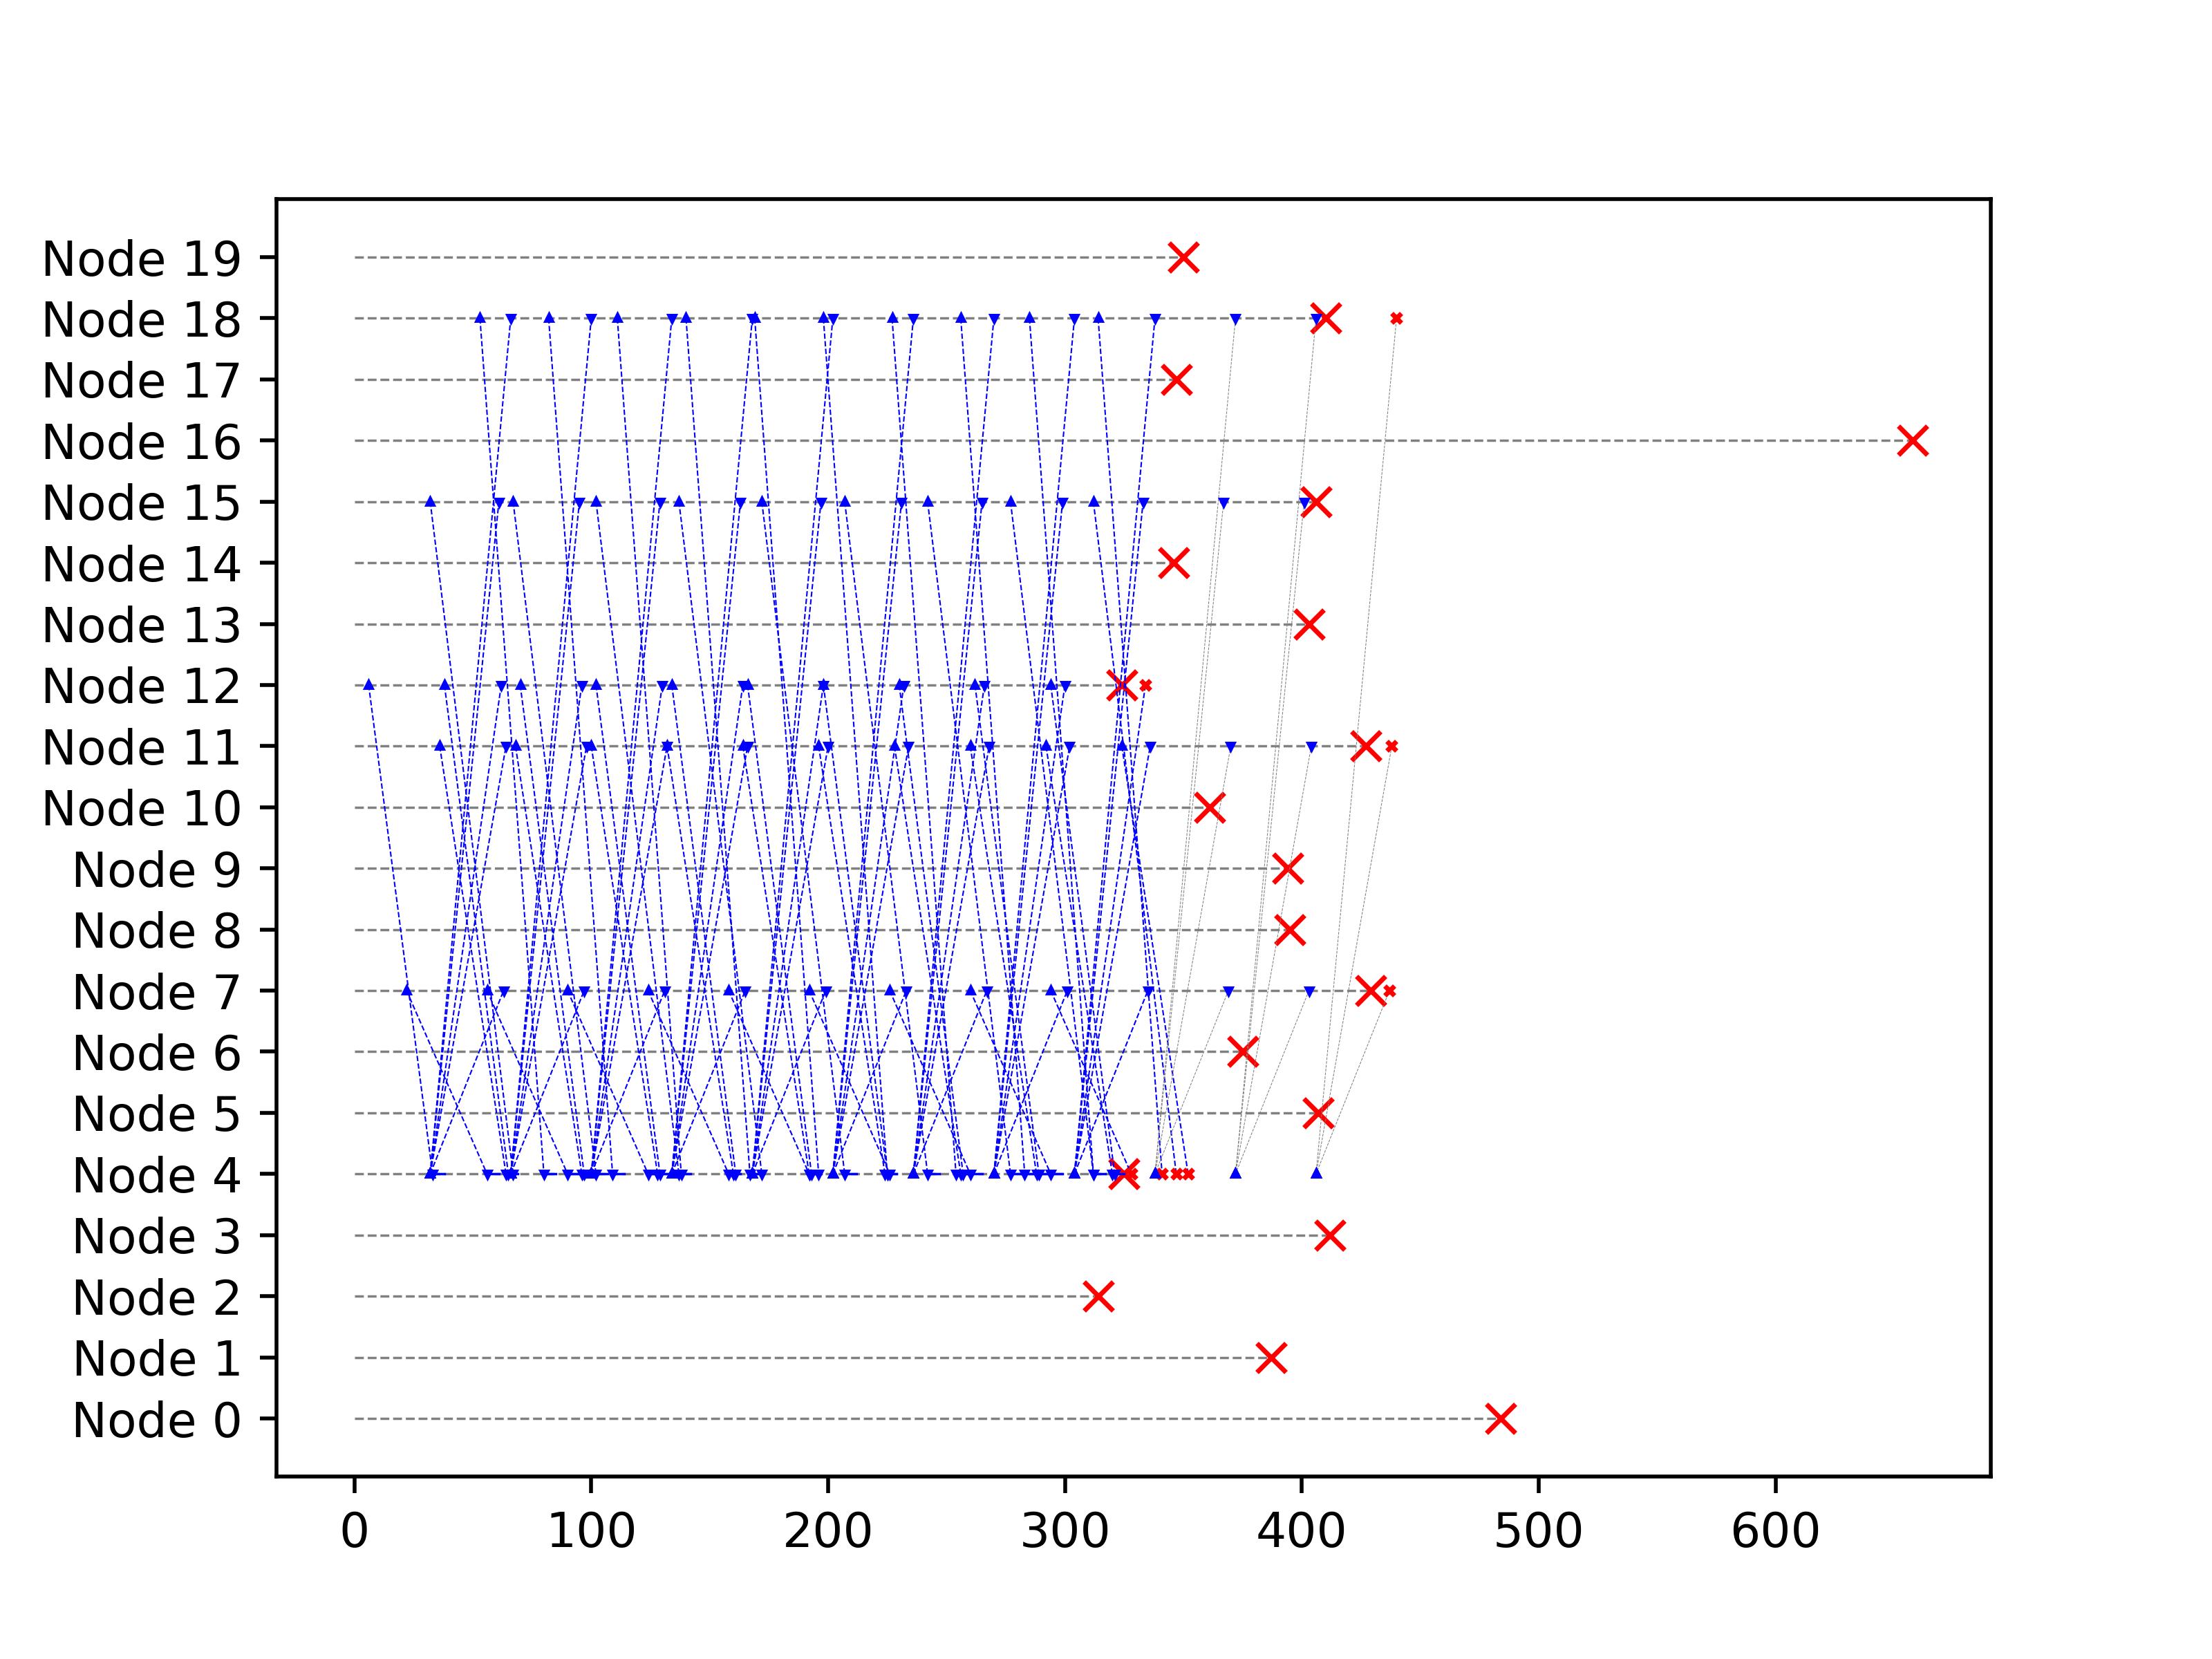 Node 19
Node 18
Node 17
Node 16
Node 15
Node 14
Node 13
Node 12
Node 11
Node 10
Node 9
Node 8
Node 7
Node 6
Node 5
Node 4
Node 3
Node 2
Node 1
Node 0
0 100 200 300 400 500 600